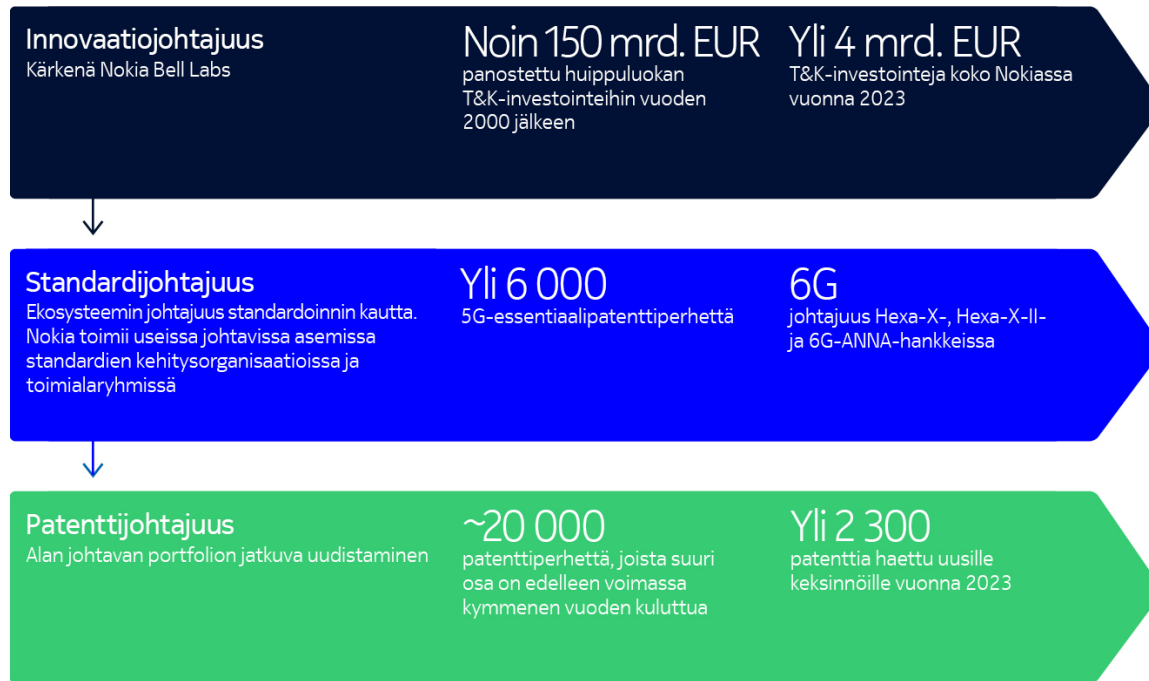 Innovaatiojohtajuus
Kärkenä Nokia Bell Labs
Noin 150 mrd. EUR
panostettu huippuluokan
T&K-investointeihin vuoden
2000 jälkeen
Yli 4 mrd. EUR
T&K-investointeja koko Nokiassa
vuonna 2023
Standardijohtajuus
Ekosysteemin johtajuus standardoinnin kautta.
Nokia toimii useissa johtavissa asemissa
standardien kehitysorganisaatioissa ja
toimialaryhmissä
Yli 6 000
5G-essentiaalipatenttiperhettä
6G
johtajuus Hexa-X-, Hexa-X-II-
ja 6G-ANNA-hankkeissa
Patenttijohtajuus
Alan johtavan portfolion jatkuva uudistaminen
~20 000
patenttiperhettä, joista suuri
osa on edelleen voimassa
kymmenen vuoden kuluttua
Yli 2 300
patenttia haettu uusille
keksinnöille vuonna 2023